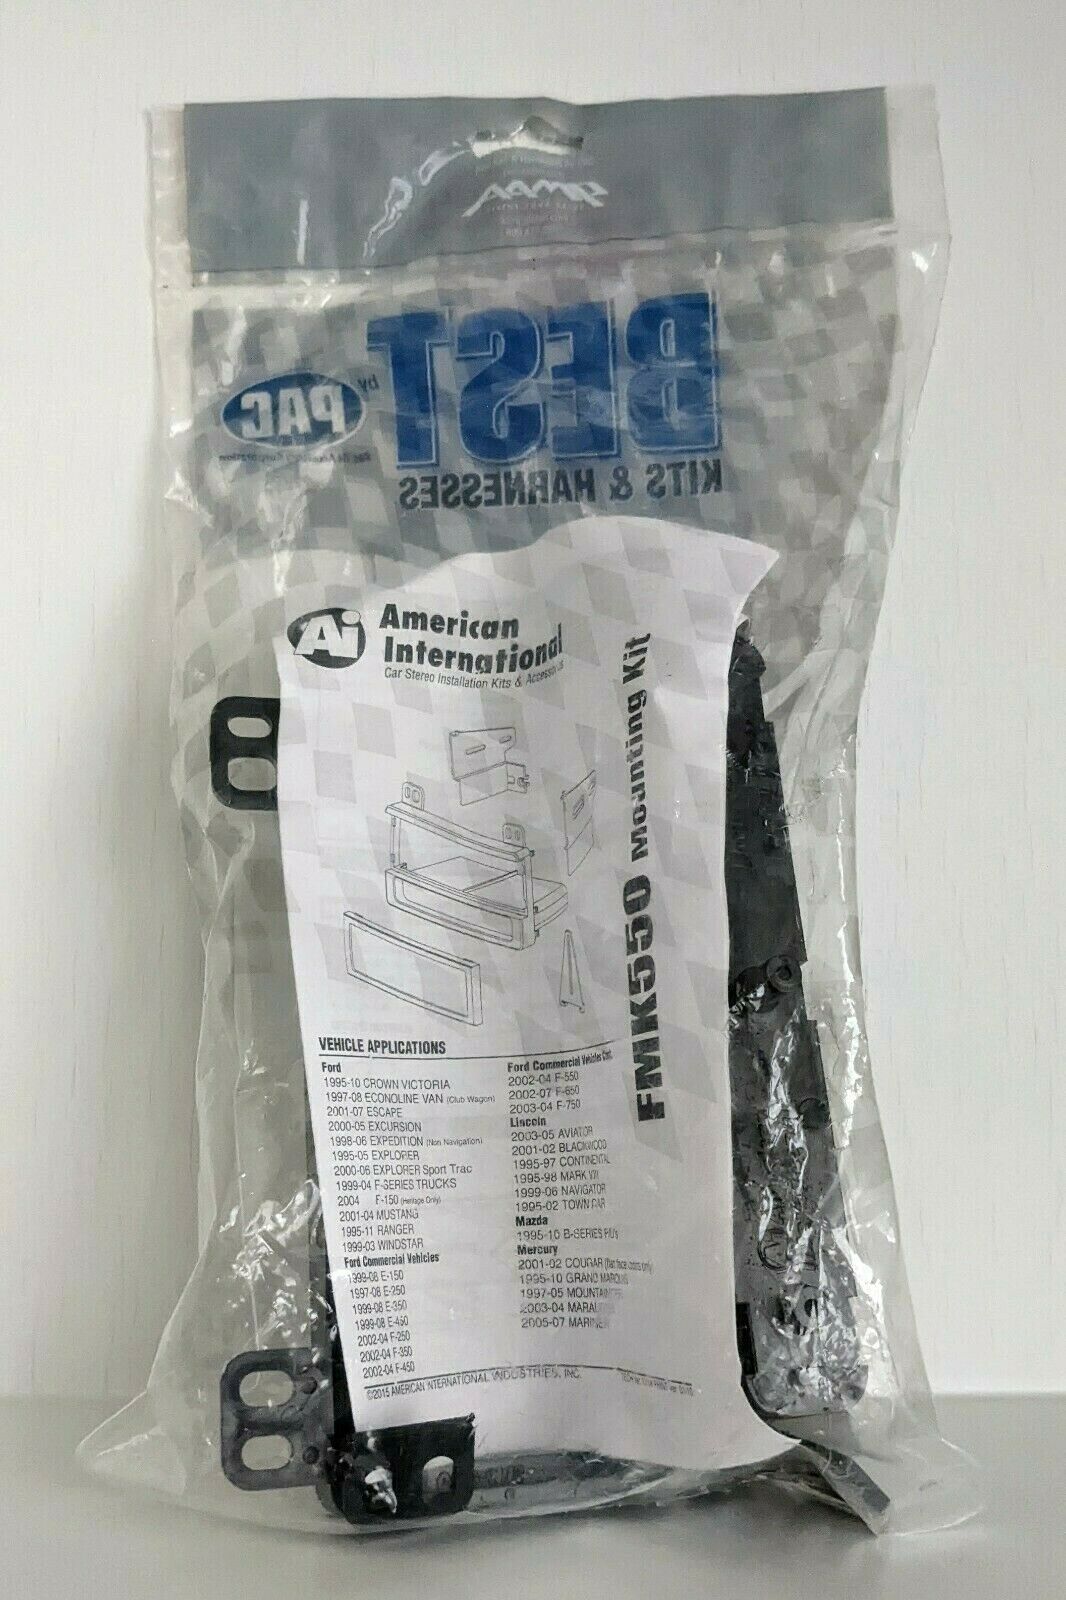 BEST
by
PAC
KITS & HARNESSES
Ai
American
International
Car Stereo Installation Kits &
FMK550 Mounting Kit
VEHICLE APPLICATIONS
Ford
1995-10 CROWN VICTORIA
1997-08 ECONOLINE VAN (Club Wagon)
2001-07 ESCAPE
2000-05 EXCURSION
1998-06 EXPEDITION (Non Navigation)
1995-05 EXPLORER
2000-06 EXPLORER Sport Trac
1999-04 F-SERIES TRUCKS
2004 F-150 (Heritage Only)
2001-04 MUSTANG
1995-11 RANGER
1999-03 WINDSTAR
Ford Commercial Vehicles
1999-08 E-150
1997-08 E-250
1999-08 E-350
1999-08 E-450
2002-04 F-250
2002-04 F-350
2002-04 F-450
Ford Commercial Vehicles Cont.
2002-04 F-550
2002-07 F-650
2003-04 F-750
Lincoln
2003-05 AVIATOR
2001-02 BLACKWOOD
1995-97 CONTINENTAL
1995-98 MARK VIII
1999-06 NAVIGATOR
1995-02 TOWN CAR
Mazda
1995-10 B-SERIES P/U's
Mercury
2001-02 COUGAR only)
1995-10 GRAND MARQUIS
1997-05 MOUNTAINEER
2003-04 MARAUDER
2005-07 MARINER
©2015 AMERICAN INTERNATIONAL INDUSTRIES, INC.